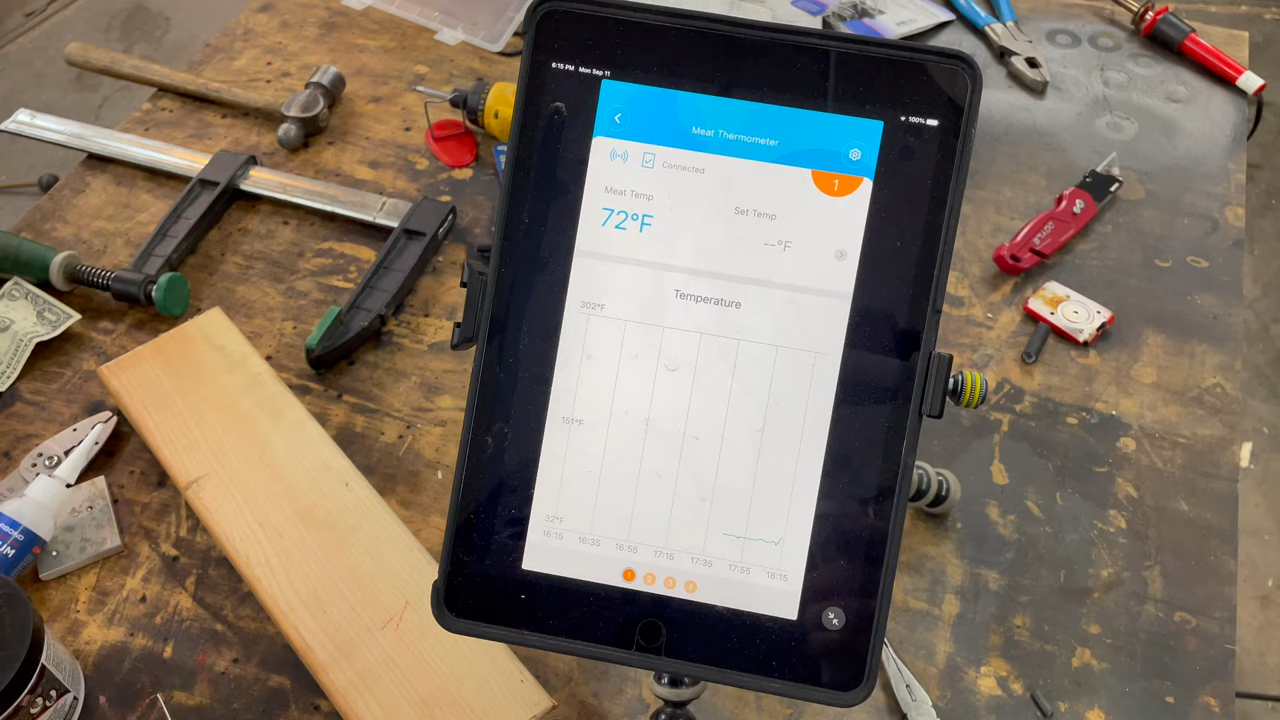 6:15 PM Mon Sep 11
100%
Meat Thermometer
Connected
1
Meat Temp
Set Temp
72°F
--°F
Temperature
302°F
151°F
32°F
16:15 16:35 16:55 17:15 17:35 17:55 18:15
1 2 3 4